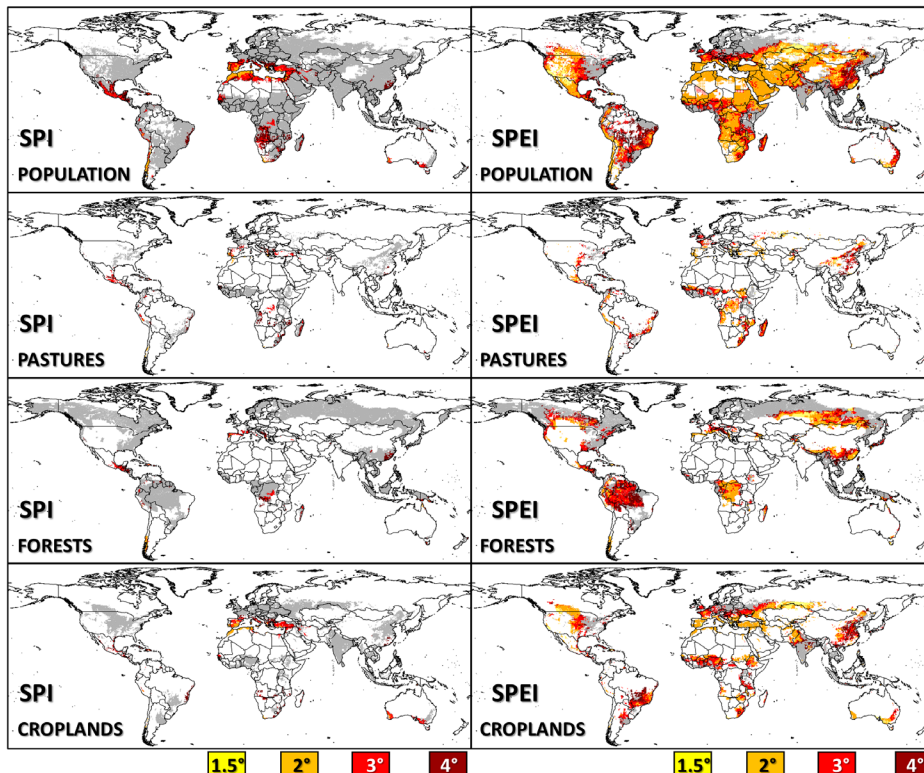 SPI
POPULATION
SPEI
POPULATION
SPI
PASTURES
SPEI
PASTURES
SPI
FORESTS
SPEI
FORESTS
SPI
CROPLANDS
SPEI
CROPLANDS
1.5° 2° 3° 4°
1.5° 2° 3° 4°